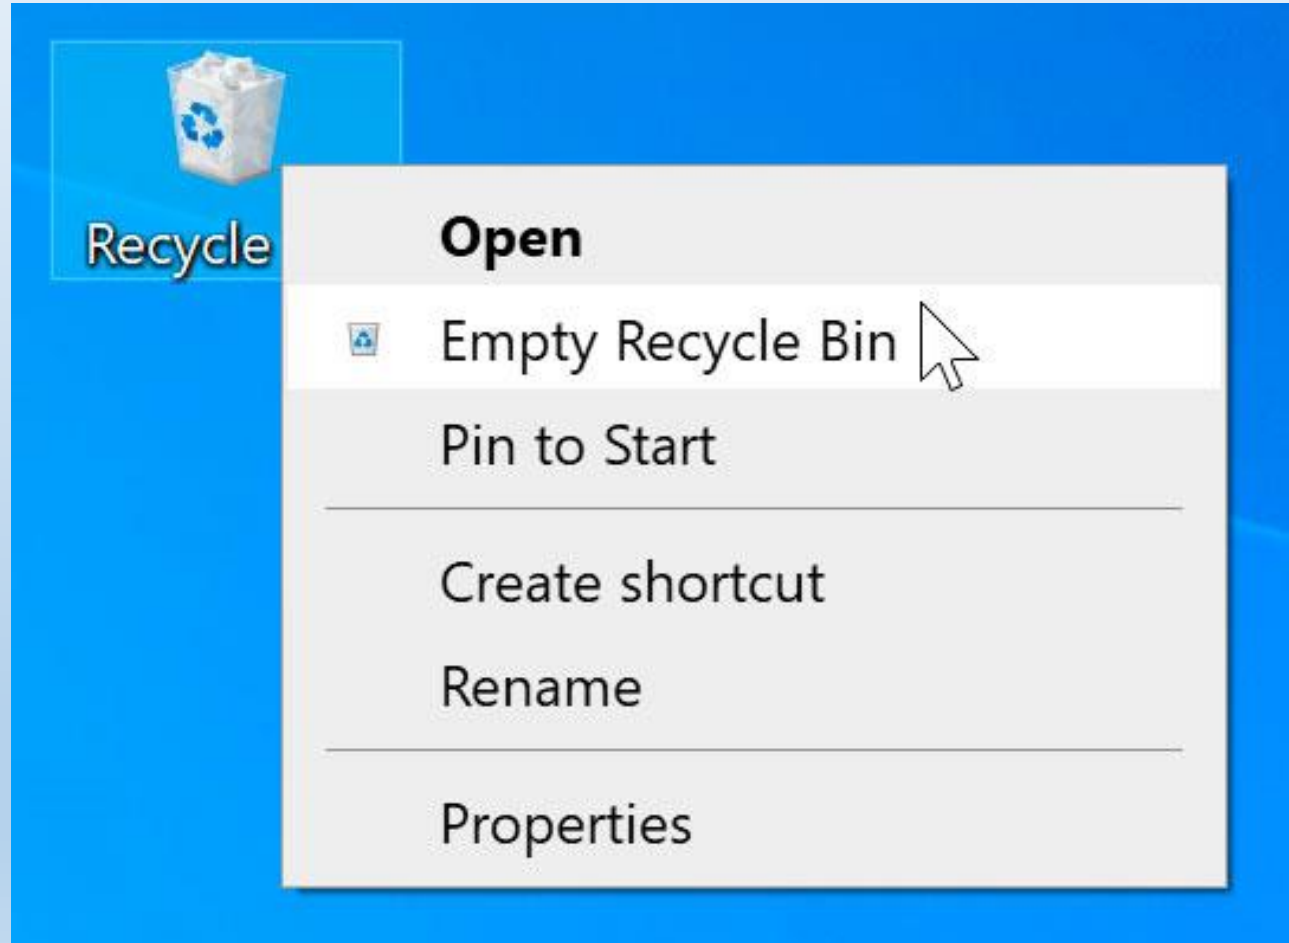 Recycle
Open
Empty Recycle Bin
Pin to Start
Create shortcut
Rename
Properties